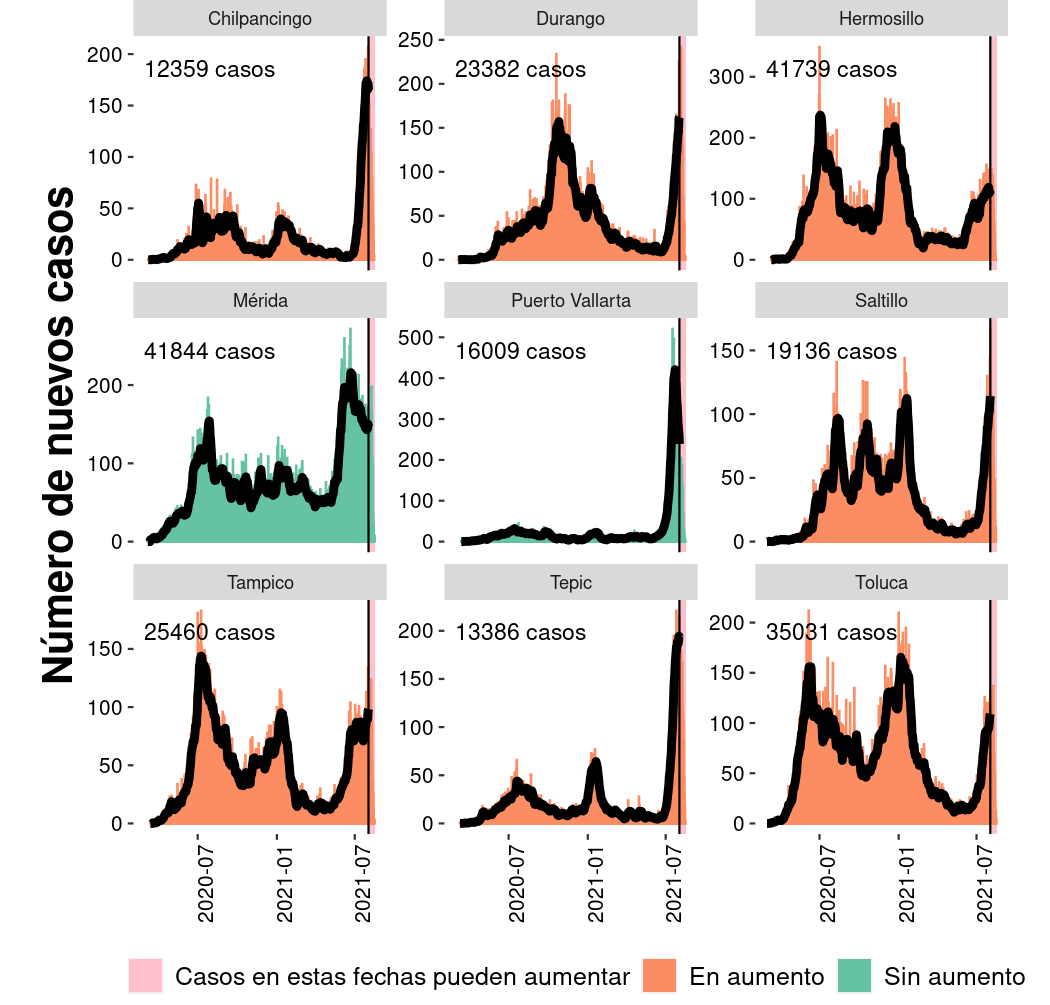 Número de nuevos casos
Chilpancingo
12359 casos
200
150
100
50
0
Durango
23382 casos
250
200
150
100
50
0
Hermosillo
41739 casos
300
200
100
0
Mérida
41844 casos
200
100
0
Puerto Vallarta
16009 casos
500
400
300
200
100
0
Saltillo
19136 casos
150
100
50
0
Tampico
25460 casos
150
100
50
0
2020-07
2021-01
2021-07
Tepic
13386 casos
200
150
100
50
0
2020-07
2021-01
2021-07
Toluca
35031 casos
200
150
100
50
0
2020-07
2021-01
2021-07
Casos en estas fechas pueden aumentar
En aumento
Sin aumento